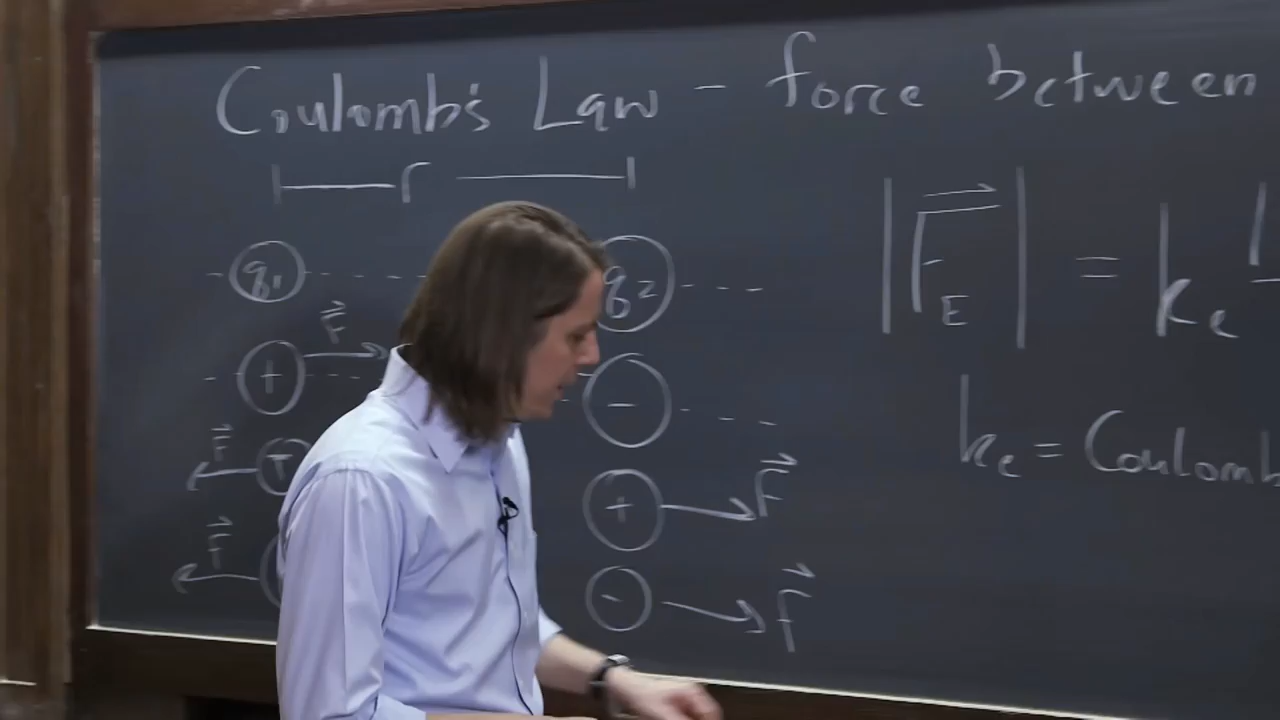 Coulomb's Law - force between
r
q1 q2
|F_E| = k_e
F
+ -
k_e = Coulomb
F + + F
F - F